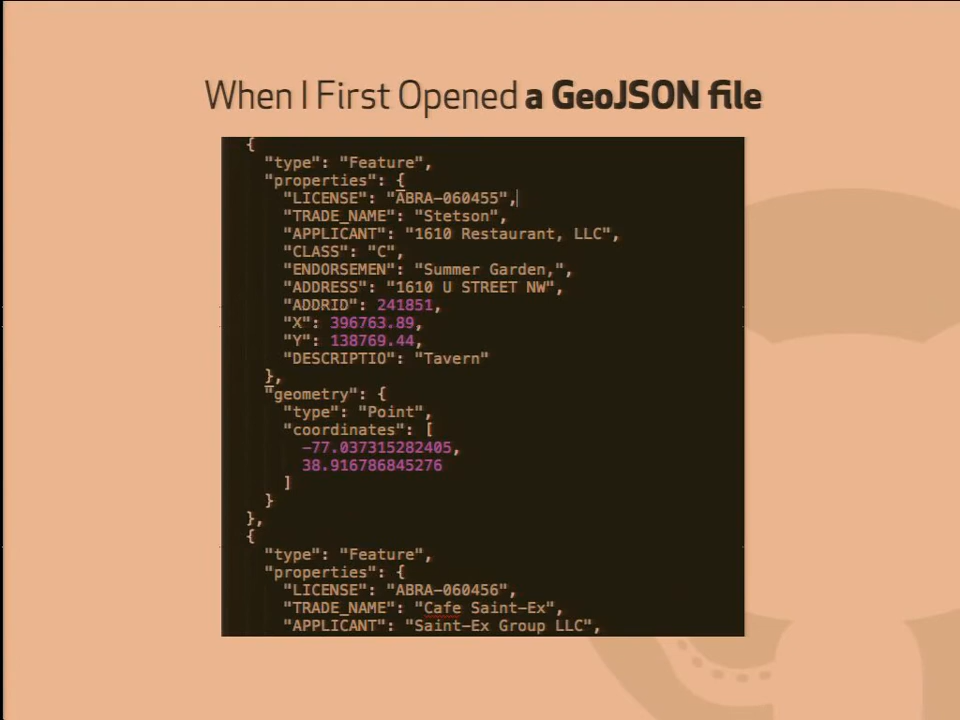 When I First Opened a GeoJSON file
{
"type": "Feature",
"properties": {
"LICENSE": "ABRA-060455",
"TRADE_NAME": "Stetson",
"APPLICANT": "1610 Restaurant, LLC",
"CLASS": "C",
"ENDORSEMEN": "Summer Garden,",
"ADDRESS": "1610 U STREET NW",
"ADDRID": 241851,
"X": 396763.89,
"Y": 138769.44,
"DESCRIPTIO": "Tavern"
},
"geometry": {
"type": "Point",
"coordinates": [
-77.037315282405,
38.916786845276
]
}
},
{
"type": "Feature",
"properties": {
"LICENSE": "ABRA-060456",
"TRADE_NAME": "Cafe Saint-Ex",
"APPLICANT": "Saint-Ex Group LLC",